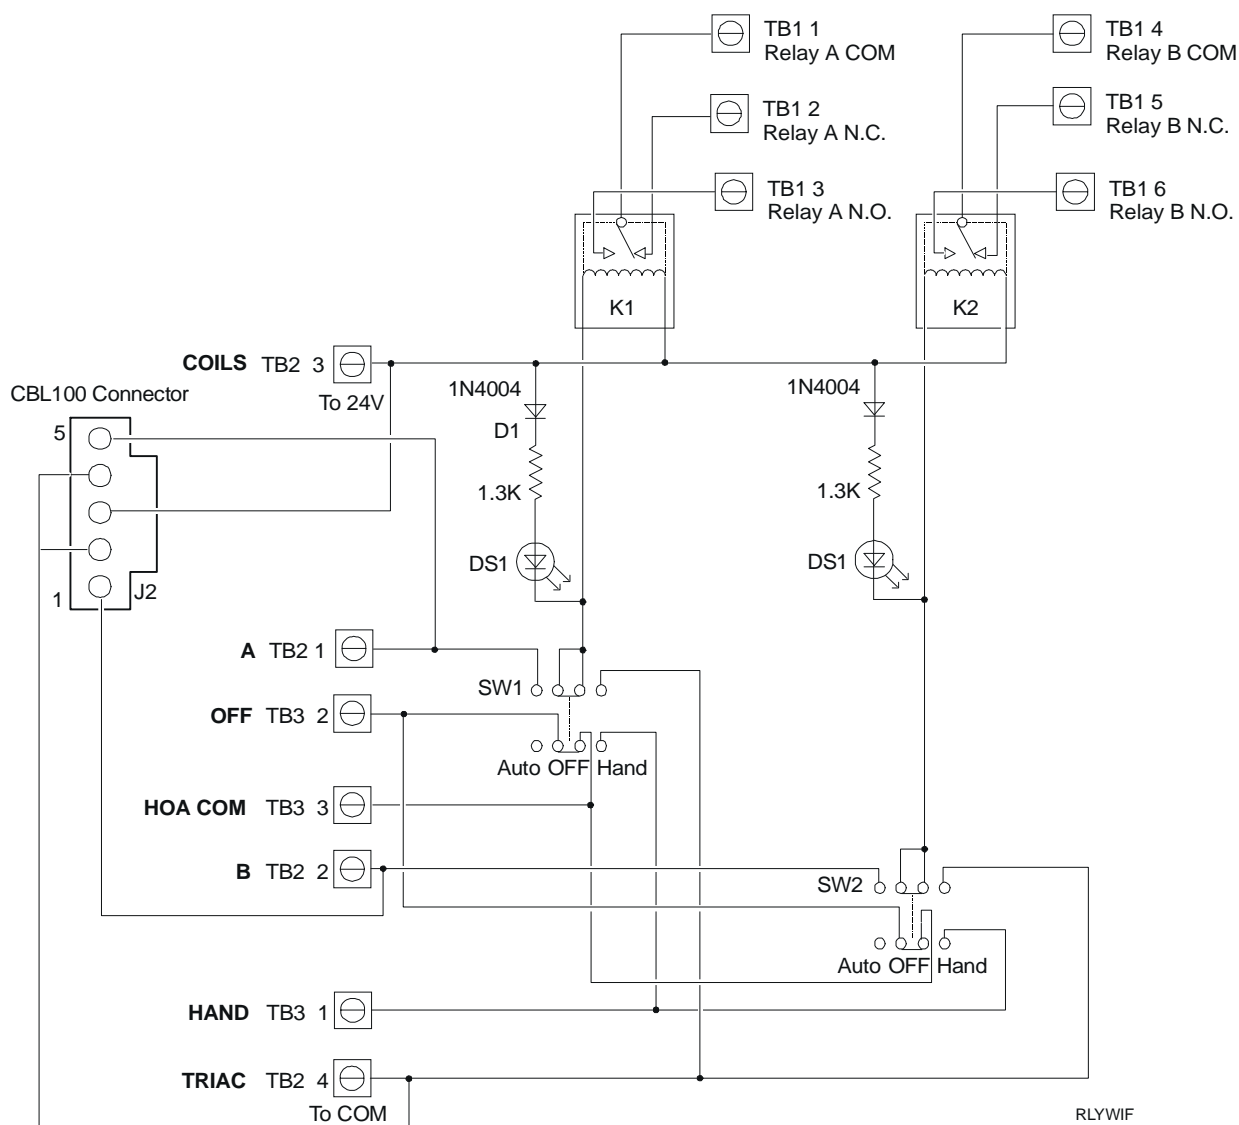 TB1 1
Relay A COM
TB1 4
Relay B COM
TB1 2
Relay A N.C.
TB1 5
Relay B N.C.
TB1 3
Relay A N.O.
TB1 6
Relay B N.O.
K1
K2
COILS TB2 3
To 24V
CBL100 Connector
1N4004
D1
1N4004
5
1.3K
1.3K
DS1
DS1
1
J2
A TB2 1
SW1
OFF TB3 2
Auto OFF Hand
HOA COM TB3 3
B TB2 2
SW2
Auto OFF Hand
HAND TB3 1
TRIAC TB2 4
To COM
RLYWIF